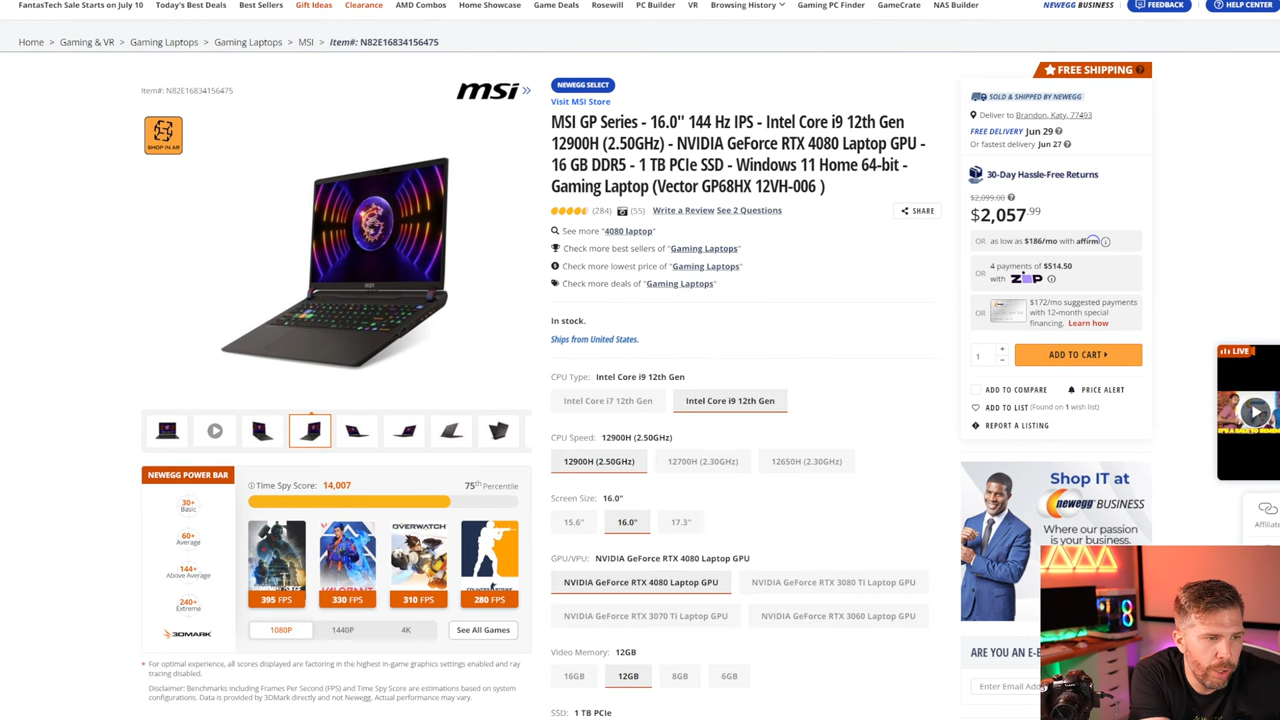 FantasTech Sale Starts on July 10 Today's Best Deals Best Sellers Gift Ideas Clearance AMD Combos Home Showcase Game Deals Rosewill PC Builder VR Browsing History Gaming PC Finder GameCrate NAS Builder NEWEGG BUSINESS FEEDBACK HELP CENTER
Home > Gaming & VR > Gaming Laptops > Gaming Laptops > MSI > Item#: N82E16834156475
Item#: N82E16834156475
msi
SHOP IN AR
NEWEGG SELECT
Visit MSI Store
MSI GP Series - 16.0" 144 Hz IPS - Intel Core i9 12th Gen
12900H (2.50GHz) - NVIDIA GeForce RTX 4080 Laptop GPU -
16 GB DDR5 - 1 TB PCIe SSD - Windows 11 Home 64-bit -
Gaming Laptop (Vector GP68HX 12VH-006 )
(284) (55) Write a Review See 2 Questions
SHARE
See more "4080 laptop"
Check more best sellers of "Gaming Laptops"
Check more lowest price of "Gaming Laptops"
Check more deals of "Gaming Laptops"
In stock.
Ships from United States.
CPU Type: Intel Core i9 12th Gen
Intel Core i7 12th Gen Intel Core i9 12th Gen
CPU Speed: 12900H (2.50GHz)
12900H (2.50GHz) 12700H (2.30GHz) 12650H (2.30GHz)
Screen Size: 16.0"
15.6" 16.0" 17.3"
GPU/VPU: NVIDIA GeForce RTX 4080 Laptop GPU
NVIDIA GeForce RTX 4080 Laptop GPU NVIDIA GeForce RTX 3080 Ti Laptop GPU
NVIDIA GeForce RTX 3070 Ti Laptop GPU NVIDIA GeForce RTX 3060 Laptop GPU
Video Memory: 12GB
16GB 12GB 8GB 6GB
SSD: 1 TB PCIe
NEWEGG POWER BAR
30+
Basic
60+
Average
144+
Above Average
240+
Extreme
3DMARK
Time Spy Score: 14,007 75th Percentile
VALORANT
OVERWATCH
395 FPS 330 FPS 310 FPS 280 FPS
1080P 1440P 4K See All Games
* For optimal experience, all scores displayed are factoring in the highest in-game graphics settings enabled and ray
tracing disabled.
Disclaimer: Benchmarks including Frames Per Second (FPS) and Time Spy Score are estimations based on system
configurations. Data is provided by 3DMark directly and not Newegg. Actual performance may vary.
FREE SHIPPING
SOLD & SHIPPED BY NEWEGG
Deliver to Brandon, Katy, 77493
FREE DELIVERY Jun 29
Or fastest delivery Jun 27
30-Day Hassle-Free Returns
$2,099.00
$2,057.99
OR as low as $186/mo with affirm
OR 4 payments of $514.50
with ZIP
OR $172/mo suggested payments
with 12-month special
financing. Learn how
1 ADD TO CART
ADD TO COMPARE PRICE ALERT
ADD TO LIST (Found on 1 wish list)
REPORT A LISTING
LIVE
Shop IT at
newegg BUSINESS
Where our passion
is your business.
Affiliate
ARE YOU AN E-
Enter Email Add